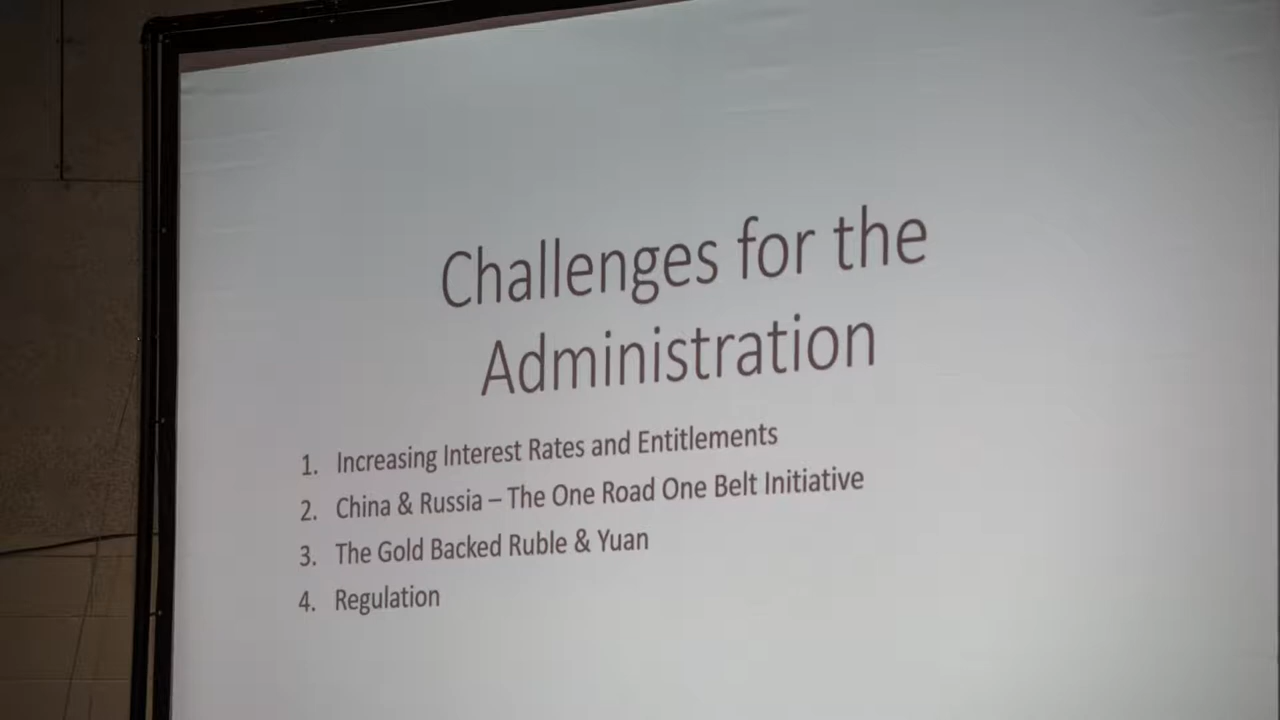 Challenges for the
Administration
1. Increasing Interest Rates and Entitlements
2. China & Russia – The One Road One Belt Initiative
3. The Gold Backed Ruble & Yuan
4. Regulation